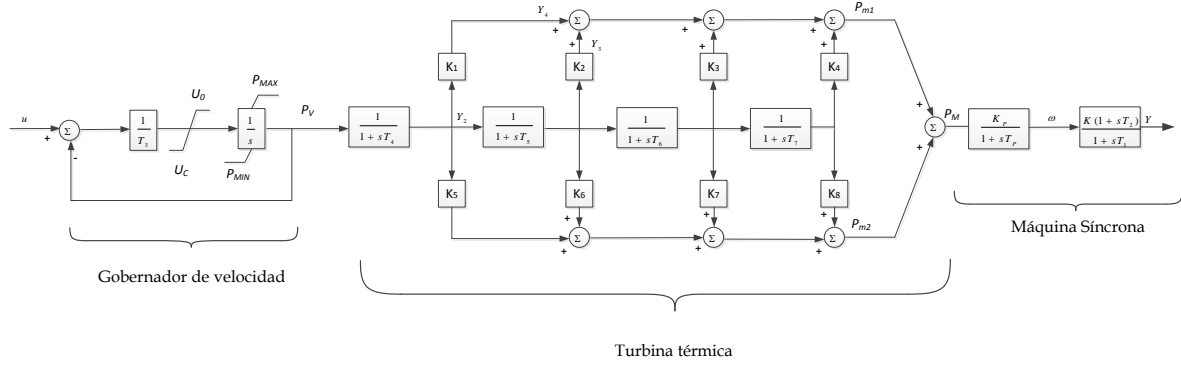 Y4 Pm1
Σ Σ Σ
+ + + + + +
Y3
K1 K2 K3 K4
U0 PMAX
u Σ 1/T3 1/s PV 1/(1 + sT4) Y2 1/(1 + sT5) 1/(1 + sT6) 1/(1 + sT7) Σ PM KP/(1 + sTP) ω K(1 + sT2)/(1 + sT1) Y
+ - + +
UC PMIN
K5 K6 K7 K8
+ + + + + +
Σ Σ Σ
Pm2
Máquina Síncrona
Gobernador de velocidad
Turbina térmica